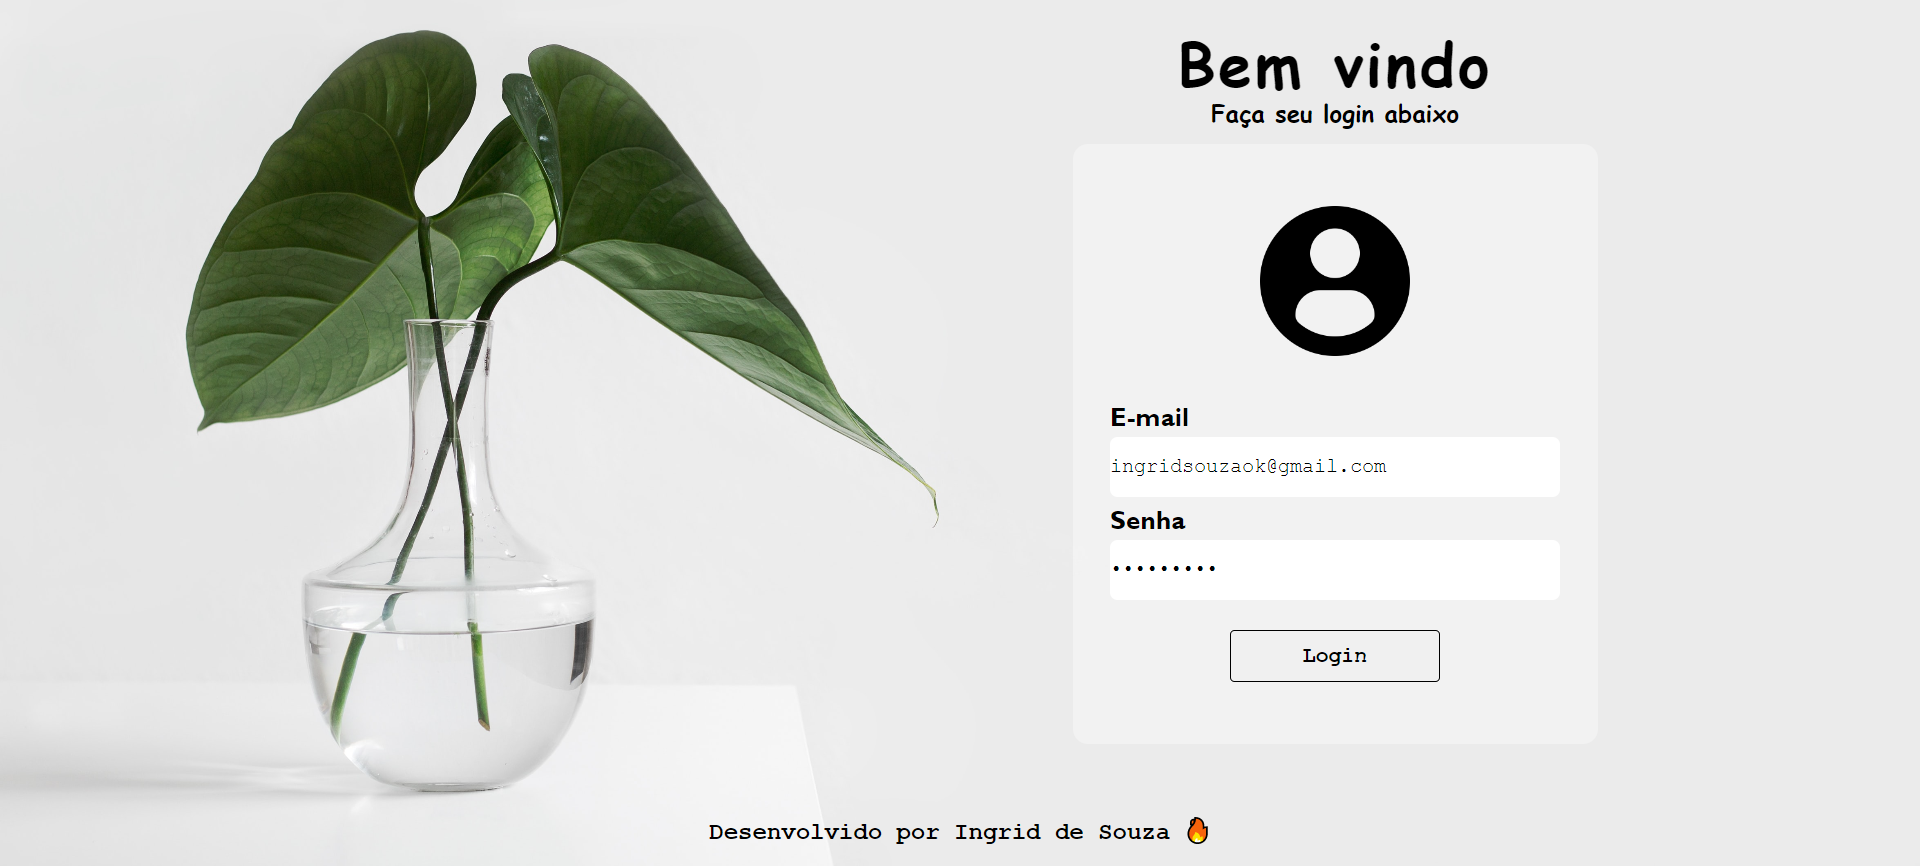 Bem vindo
Faça seu login abaixo
E-mail
ingridsouzaok@gmail.com
Senha
•••••••••
Login
Desenvolvido por Ingrid de Souza 🔥